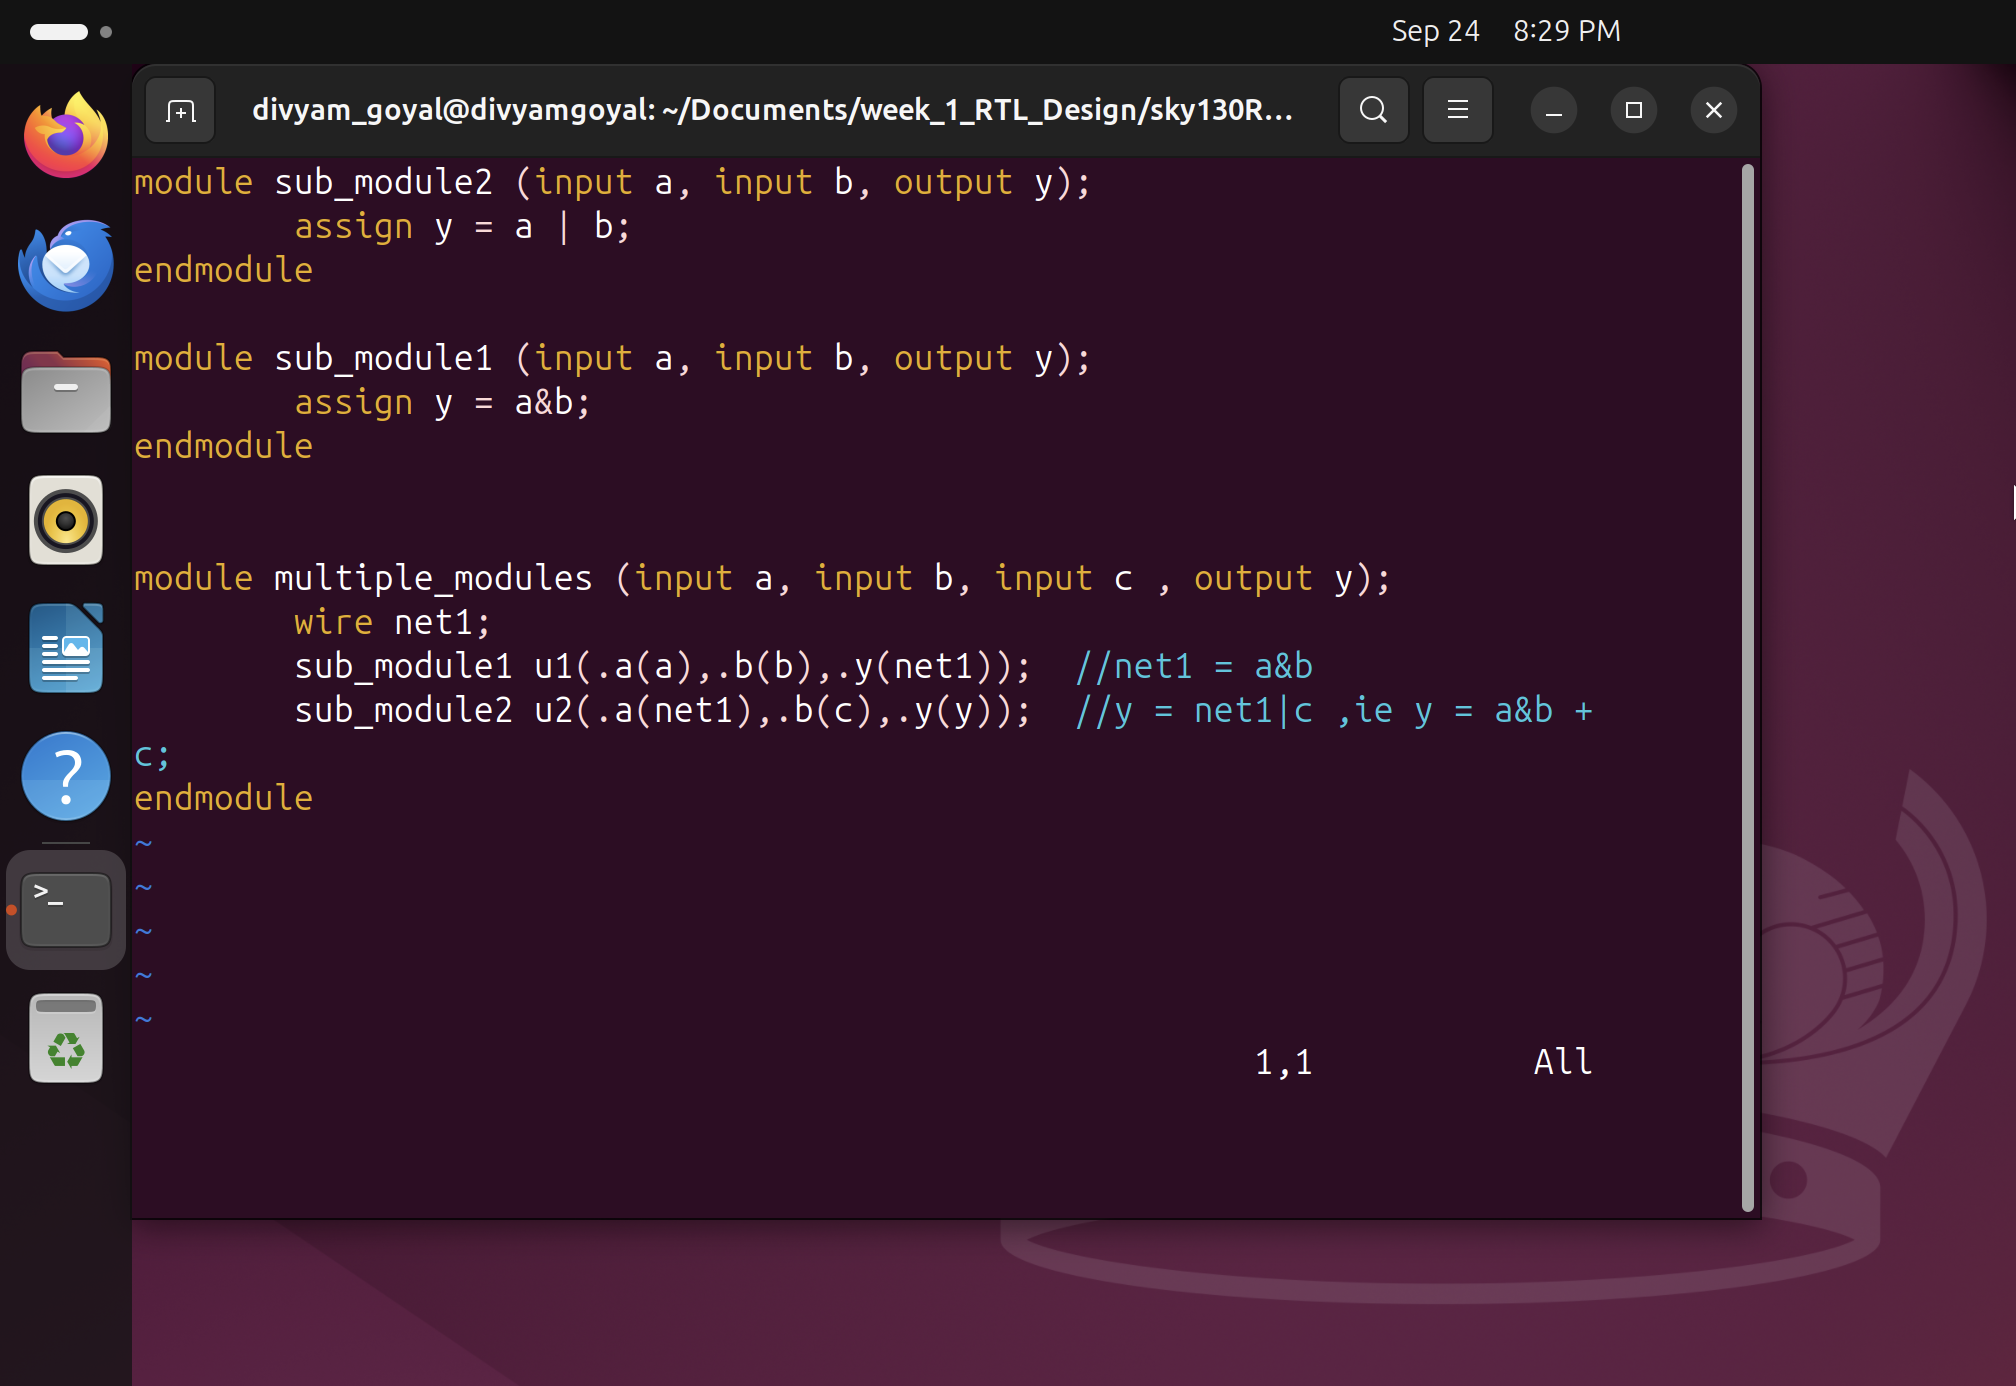 Sep 24 8:29 PM
divyam_goyal@divyamgoyal: ~/Documents/week_1_RTL_Design/sky130R...
module sub_module2 (input a, input b, output y);
        assign y = a | b;
endmodule
module sub_module1 (input a, input b, output y);
        assign y = a&b;
endmodule
module multiple_modules (input a, input b, input c , output y);
        wire net1;
        sub_module1 u1(.a(a),.b(b),.y(net1));  //net1 = a&b
        sub_module2 u2(.a(net1),.b(c),.y(y));  //y = net1|c ,ie y = a&b +
c;
endmodule
~
~
~
~
~
1,1 All